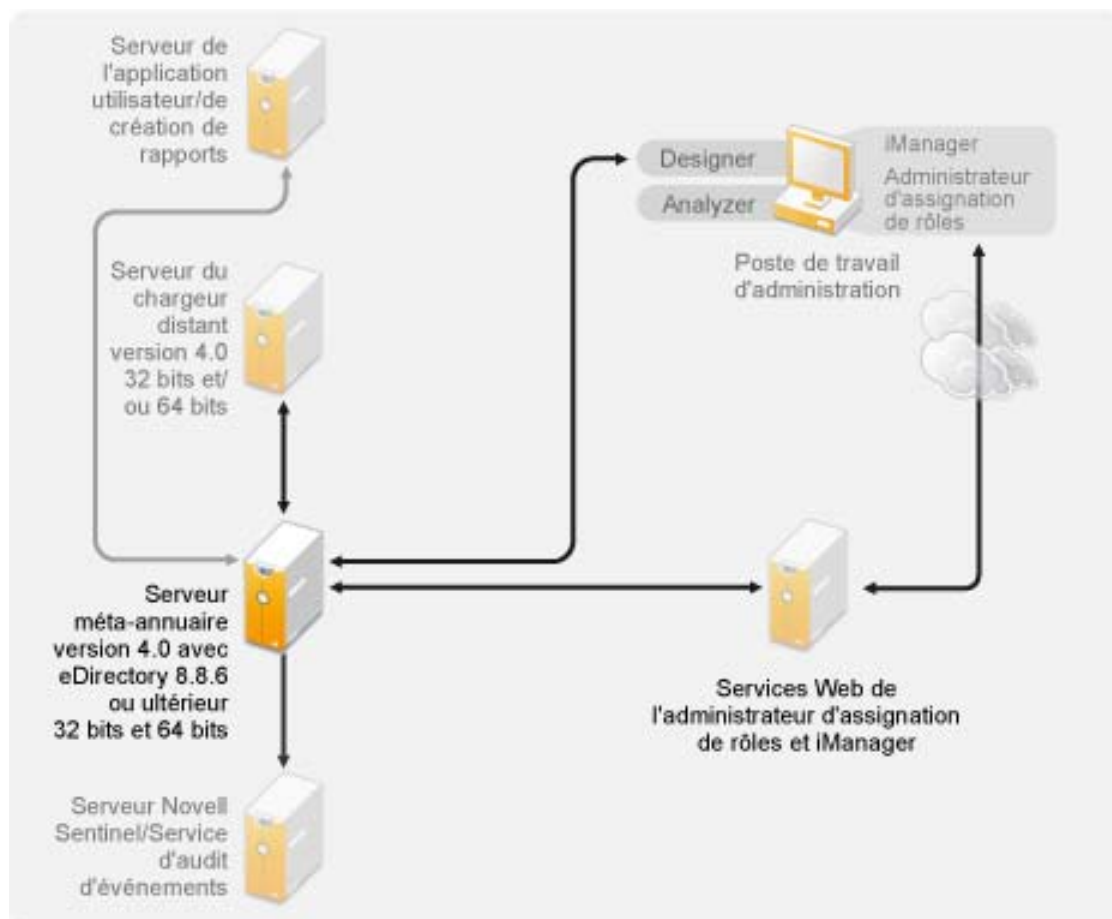 Serveur de
l'application
utilisateur/de
création de
rapports
Designer
Analyzer
iManager
Administrateur
d'assignation
de rôles
Poste de travail
d'administration
Serveur du
chargeur
distant
version 4.0
32 bits et/
ou 64 bits
Serveur
méta-annuaire
version 4.0 avec
eDirectory 8.8.6
ou ultérieur
32 bits et 64 bits
Services Web de
l'administrateur d'assignation
de rôles et iManager
Serveur Novell
Sentinel/Service
d'audit
d'événements